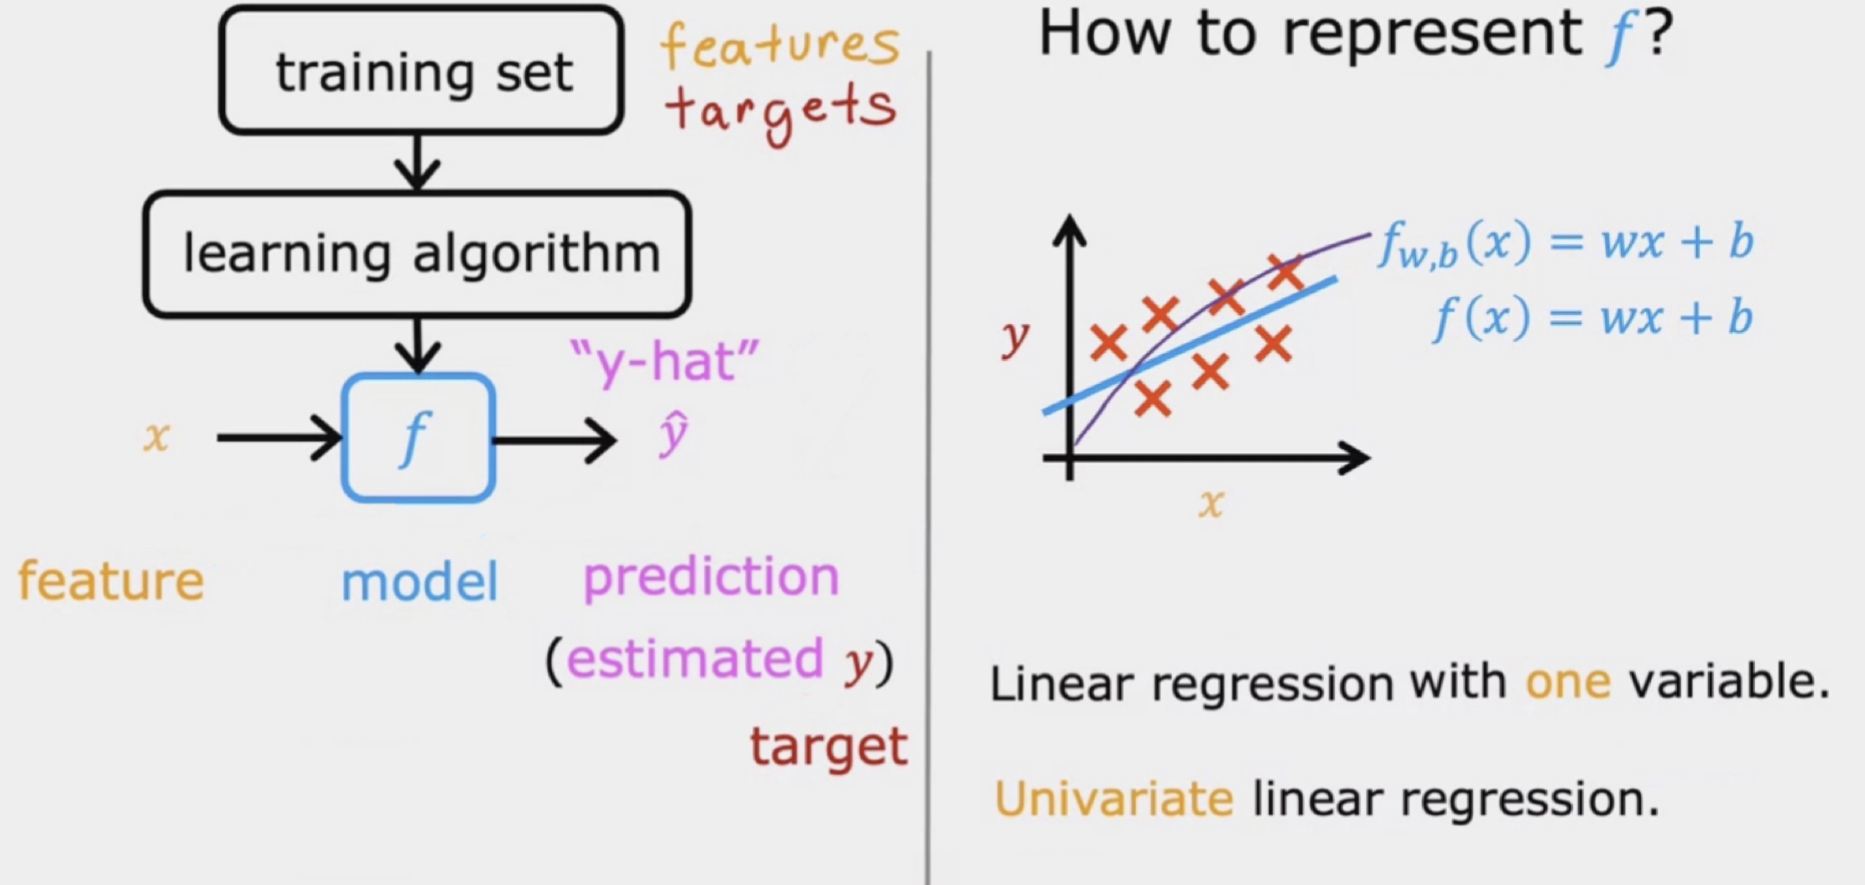 training set
features
targets
learning algorithm
"y-hat"
x
f
ŷ
feature
model
prediction
(estimated y)
target
How to represent f?
f_{w,b}(x) = wx + b
f(x) = wx + b
y
x
Linear regression with one variable.
Univariate linear regression.